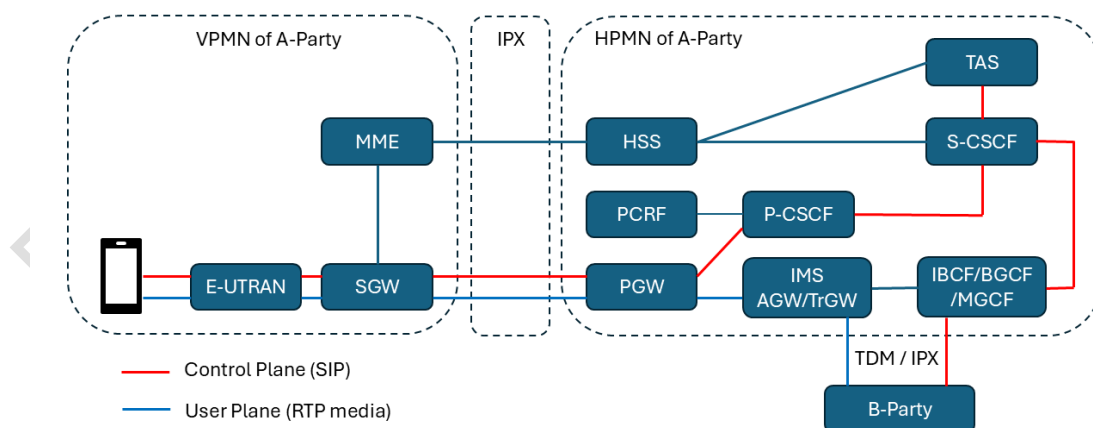 VPMN of A-Party
IPX
HPMN of A-Party
TAS
MME
HSS
S-CSCF
PCRF
P-CSCF
E-UTRAN
SGW
PGW
IMS
AGW/TrGW
IBCF/BGCF
/MGCF
TDM / IPX
Control Plane (SIP)
User Plane (RTP media)
B-Party